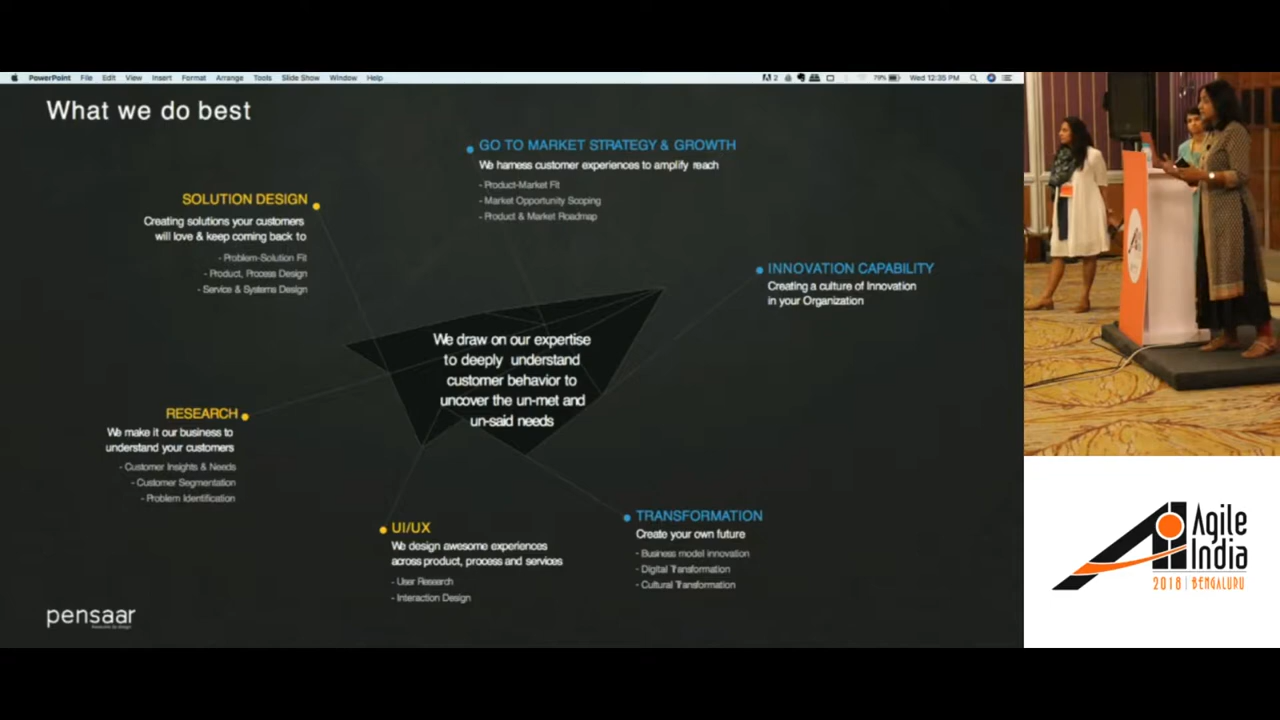 PowerPoint File Edit View Insert Format Arrange Tools Slide Show Window Help
2 79% Wed 12:35 PM
What we do best
GO TO MARKET STRATEGY & GROWTH
We harness customer experiences to amplify reach
- Product-Market Fit
- Market Opportunity Scoping
- Product & Market Roadmap
SOLUTION DESIGN
Creating solutions your customers
will love & keep coming back to
- Problem-Solution Fit
- Product, Process Design
- Service & Systems Design
INNOVATION CAPABILITY
Creating a culture of Innovation
in your Organization
We draw on our expertise
to deeply understand
customer behavior to
uncover the un-met and
un-said needs
RESEARCH
We make it our business to
understand your customers
- Customer Insights & Needs
- Customer Segmentation
- Problem Identification
UI/UX
We design awesome experiences
across product, process and services
- User Research
- Interaction Design
TRANSFORMATION
Create your own future
- Business model innovation
- Digital Transformation
- Cultural Transformation
pensaar
Agile
India
2018 | BENGALURU